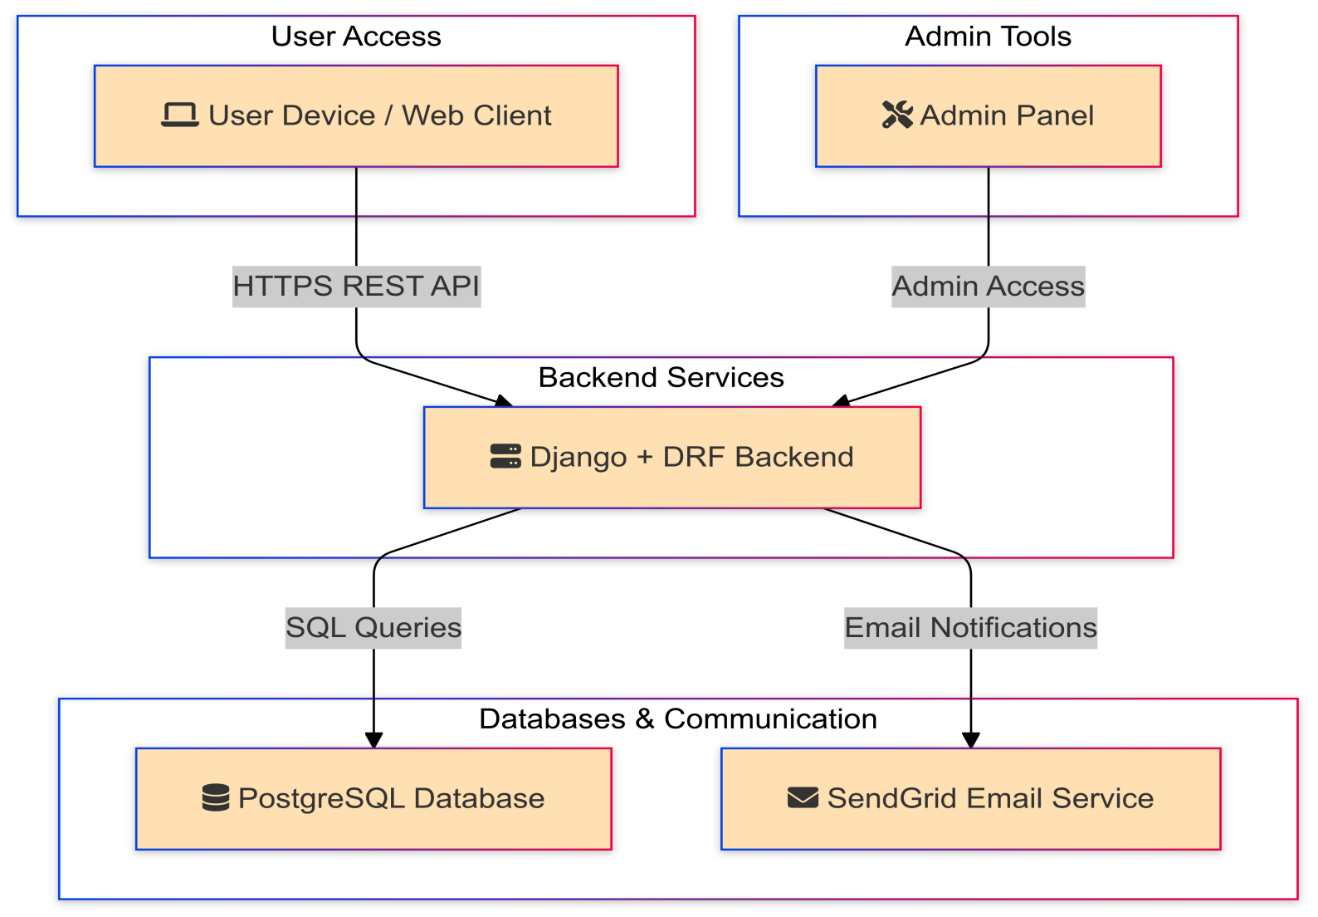 User Access
User Device / Web Client
Admin Tools
Admin Panel
HTTPS REST API
Admin Access
Backend Services
Django + DRF Backend
SQL Queries
Email Notifications
Databases & Communication
PostgreSQL Database
SendGrid Email Service